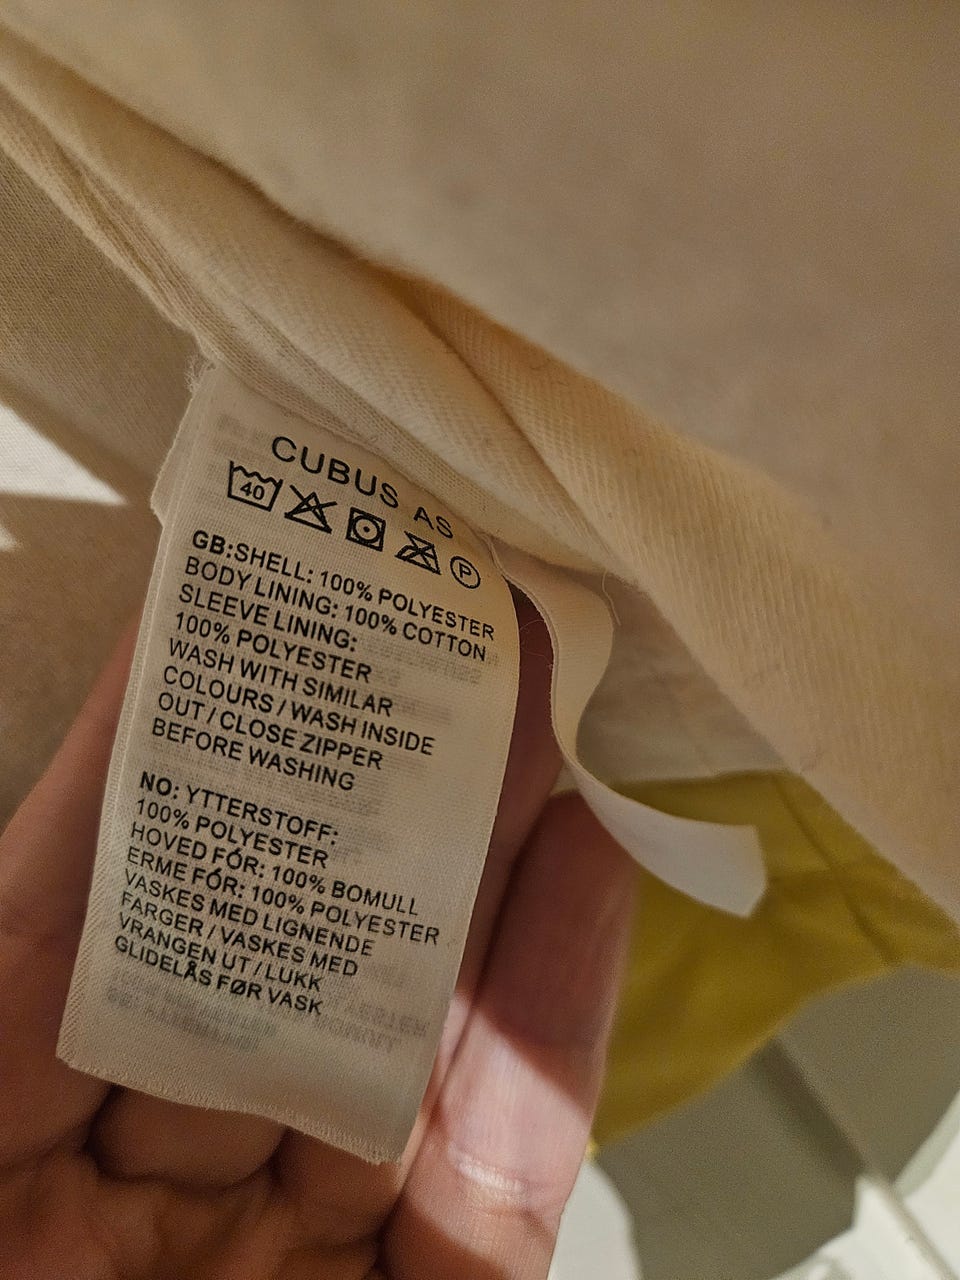 CUBUS AS
40
P
GB:SHELL: 100% POLYESTER
BODY LINING: 100% COTTON
SLEEVE LINING:
100% POLYESTER
WASH WITH SIMILAR
COLOURS / WASH INSIDE
OUT / CLOSE ZIPPER
BEFORE WASHING
NO: YTTERSTOFF:
100% POLYESTER
HOVED FÓR: 100% BOMULL
ERME FÓR: 100% POLYESTER
VASKES MED LIGNENDE
FARGER / VASKES MED
VRANGEN UT / LUKK
GLIDELÅS FØR VASK